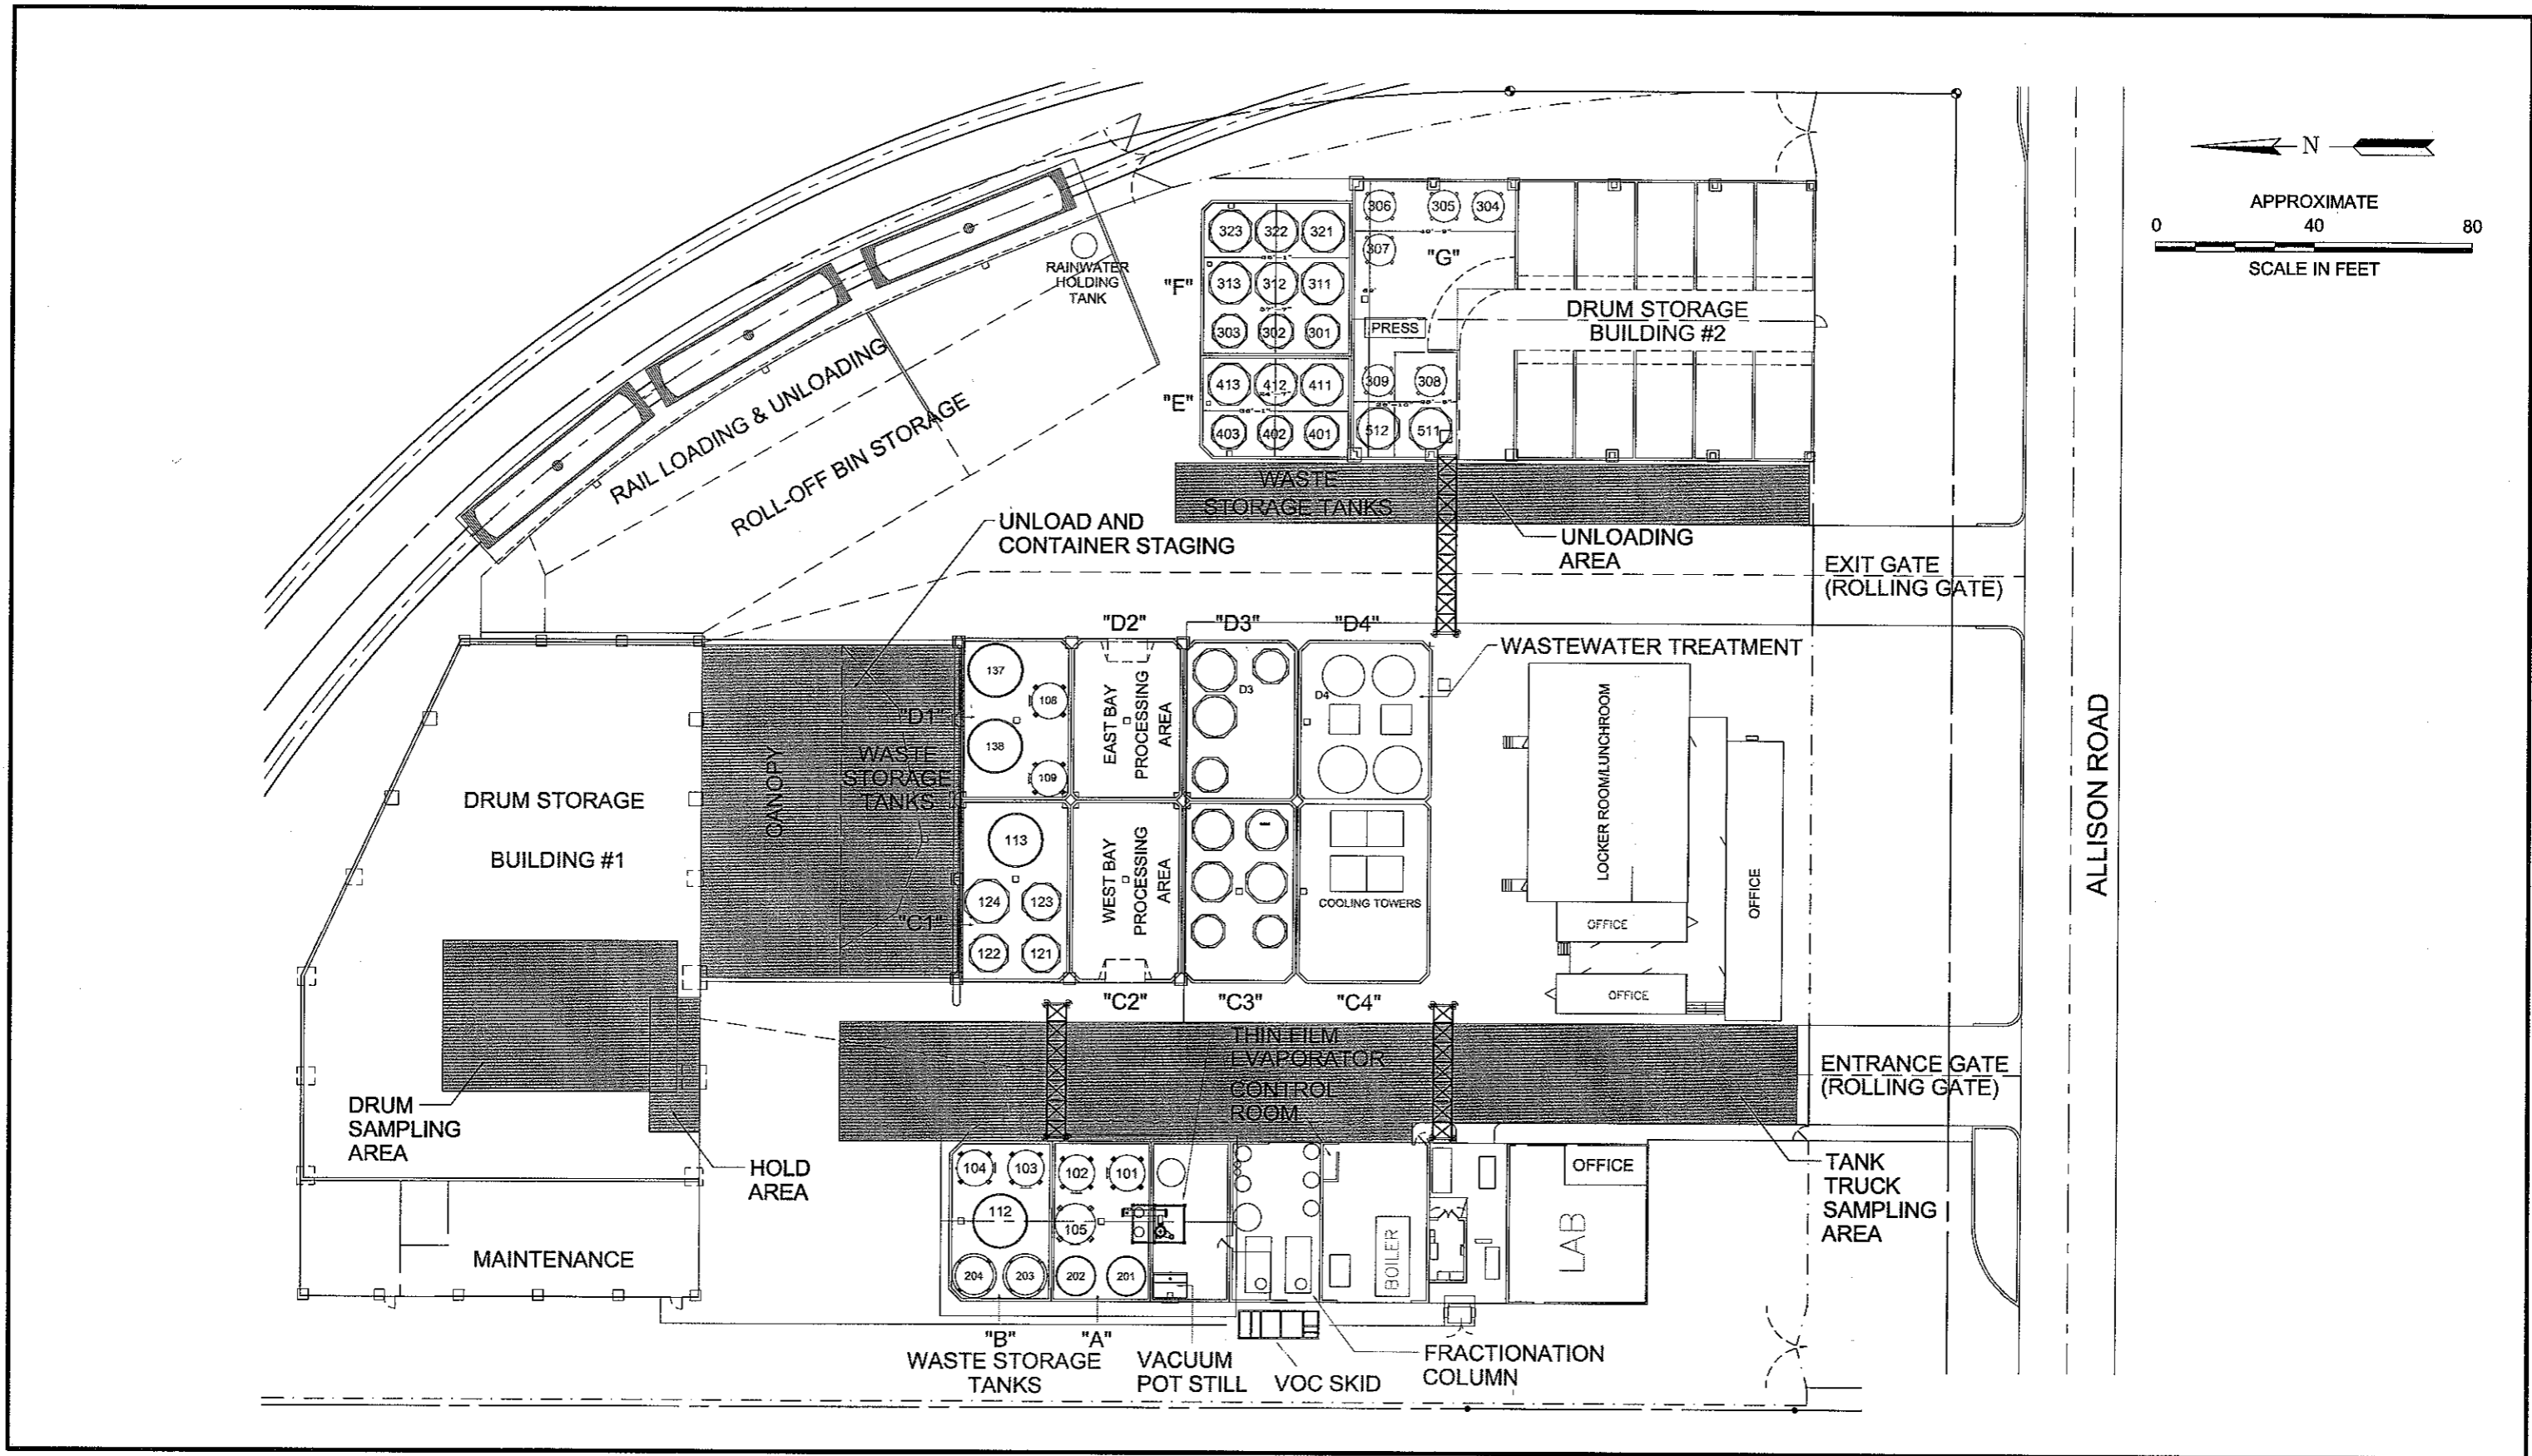 N
APPROXIMATE
0 40 80
SCALE IN FEET
RAINWATER
HOLDING
TANK
RAIL LOADING & UNLOADING
ROLL-OFF BIN STORAGE
"F"
"E"
"G"
323 322 321
313 312 311
303 302 301
413 412 411
403 402 401
306 305 304
307
PRESS
309 308
512 511
DRUM STORAGE
BUILDING #2
WASTE
STORAGE TANKS
UNLOADING
AREA
UNLOAD AND
CONTAINER STAGING
EXIT GATE
(ROLLING GATE)
"D2" "D3" "D4"
WASTEWATER TREATMENT
137
108
138
109
"D1"
EAST BAY
PROCESSING
AREA
D3
D4
CANOPY
WASTE
STORAGE
TANKS
DRUM STORAGE
BUILDING #1
113
124 123
122 121
"C1"
WEST BAY
PROCESSING
AREA
COOLING TOWERS
LOCKER ROOM/LUNCHROOM
OFFICE
OFFICE
OFFICE
ALLISON ROAD
"C2" "C3" "C4"
THIN FILM
EVAPORATOR
CONTROL
ROOM
ENTRANCE GATE
(ROLLING GATE)
DRUM
SAMPLING
AREA
HOLD
AREA
TANK
TRUCK
SAMPLING
AREA
104 103 102 101
112
105
204 203 202 201
MAINTENANCE
BOILER
OFFICE
LAB
"B" "A"
WASTE STORAGE
TANKS
VACUUM
POT STILL
VOC SKID
FRACTIONATION
COLUMN